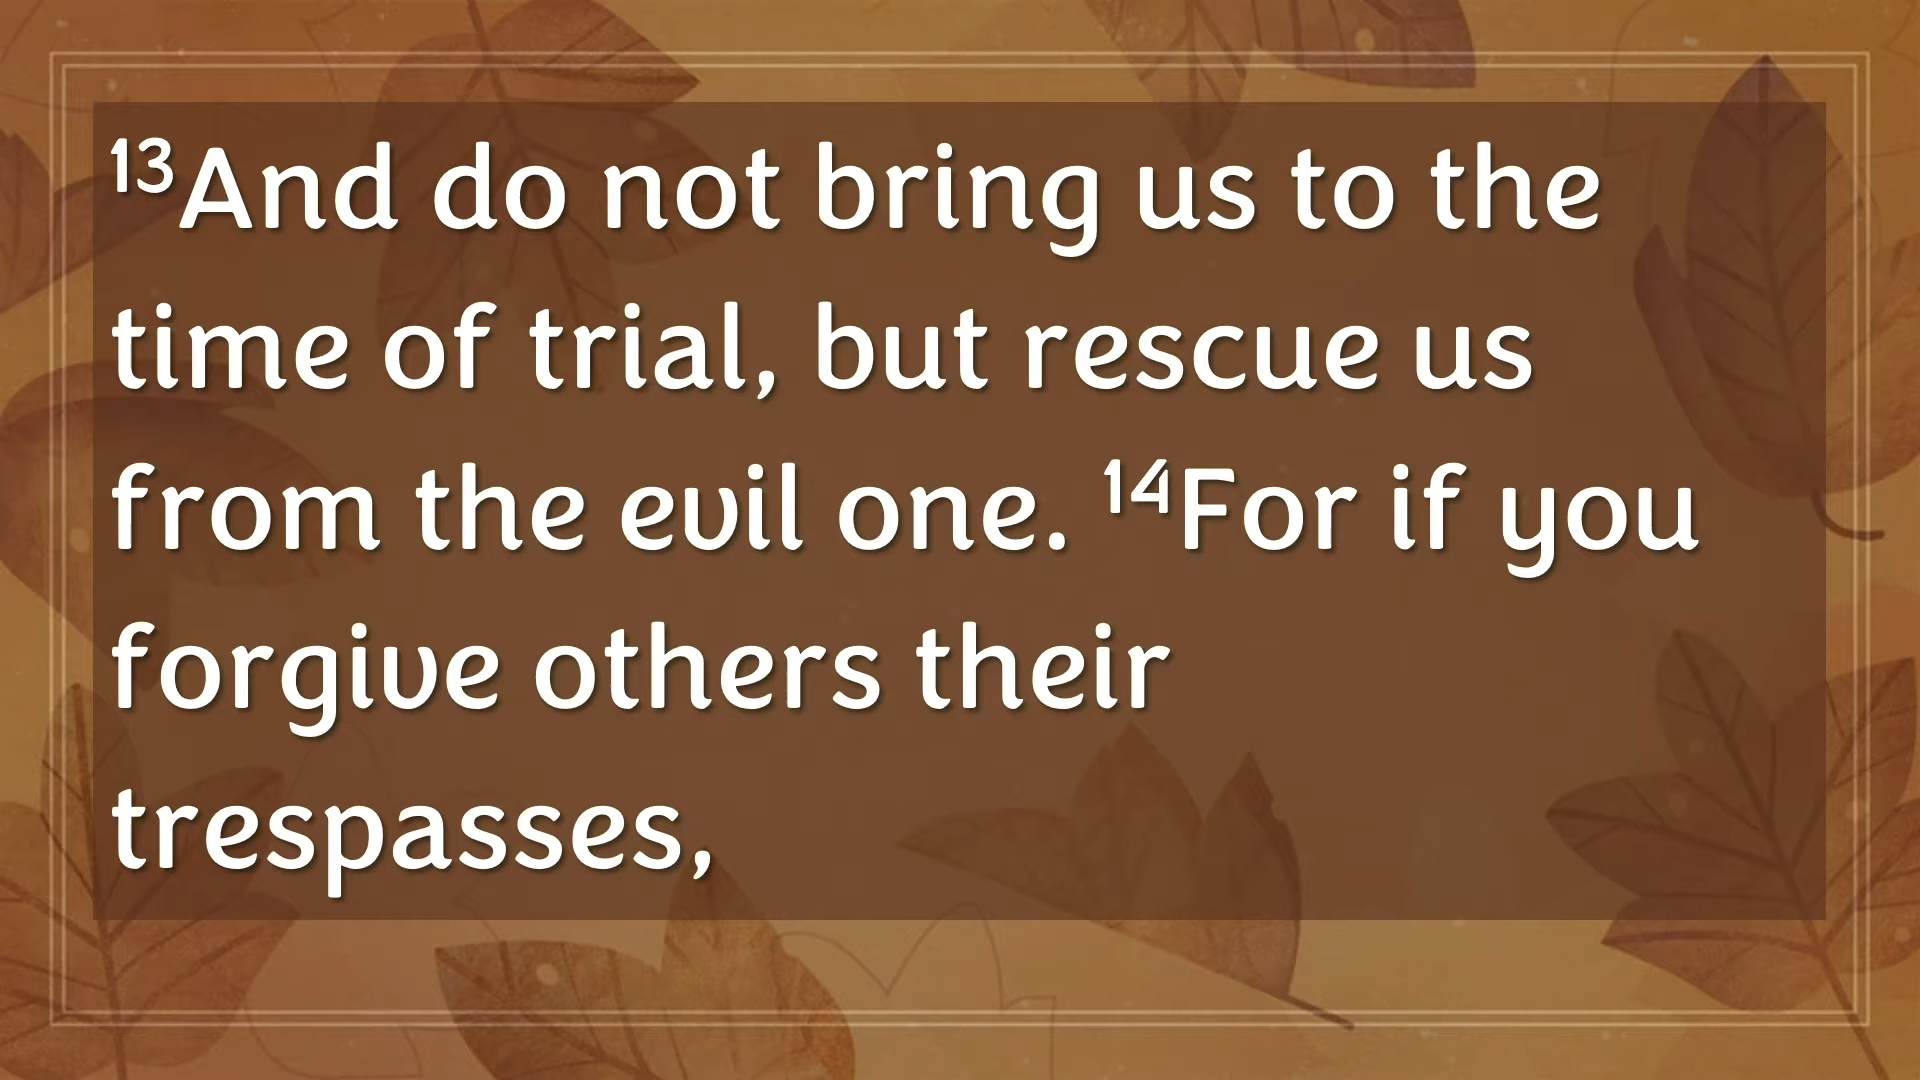 ¹³And do not bring us to the
time of trial, but rescue us
from the evil one. ¹⁴For if you
forgive others their
trespasses,